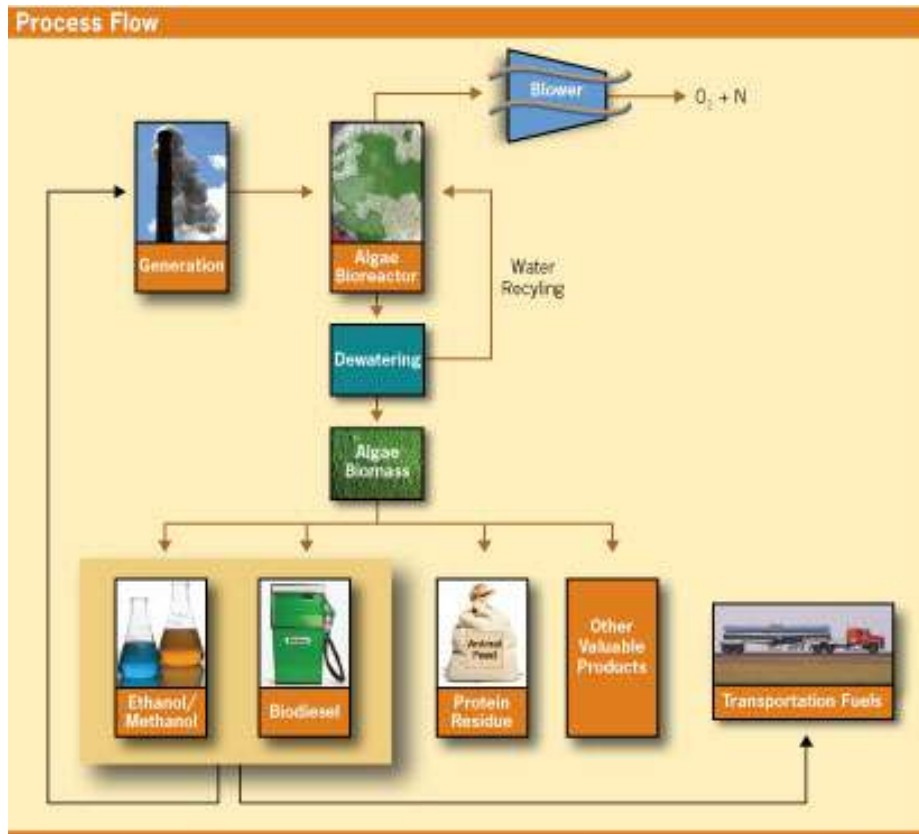 Process Flow
Blower
O₂ + N
Generation
Algae
Bioreactor
Water
Recyling
Dewatering
Algae
Biomass
Ethanol/
Methanol
Biodiesel
Animal
Feed
Protein
Residue
Other
Valuable
Products
Transportation Fuels